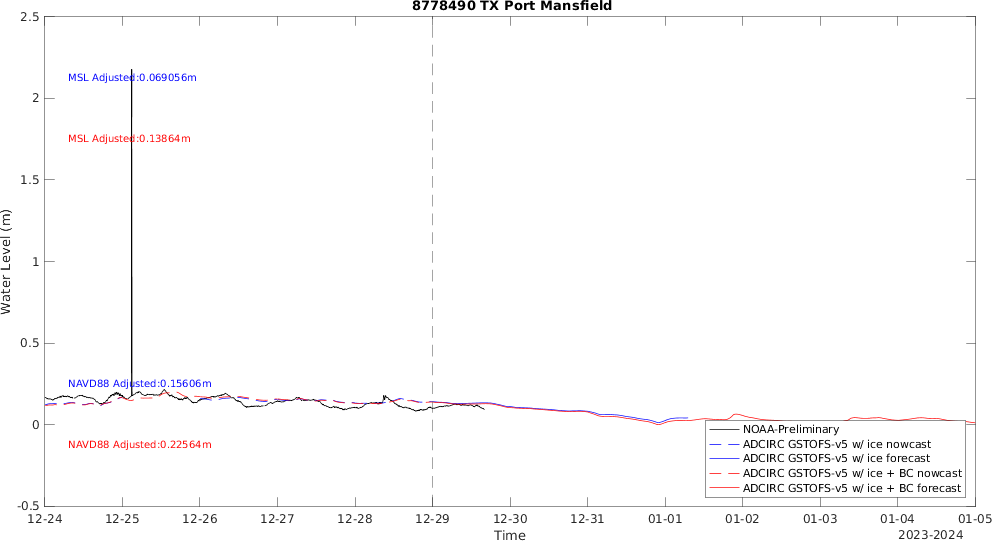 8778490 TX Port Mansfield
2.5
2
1.5
1
0.5
0
-0.5
Water Level (m)
MSL Adjusted:0.069056m
MSL Adjusted:0.13864m
NAVD88 Adjusted:0.15606m
NAVD88 Adjusted:0.22564m
NOAA-Preliminary
ADCIRC GSTOFS-v5 w/ ice nowcast
ADCIRC GSTOFS-v5 w/ ice forecast
ADCIRC GSTOFS-v5 w/ ice + BC nowcast
ADCIRC GSTOFS-v5 w/ ice + BC forecast
12-24 12-25 12-26 12-27 12-28 12-29 12-30 12-31 01-01 01-02 01-03 01-04 01-05
Time
2023-2024